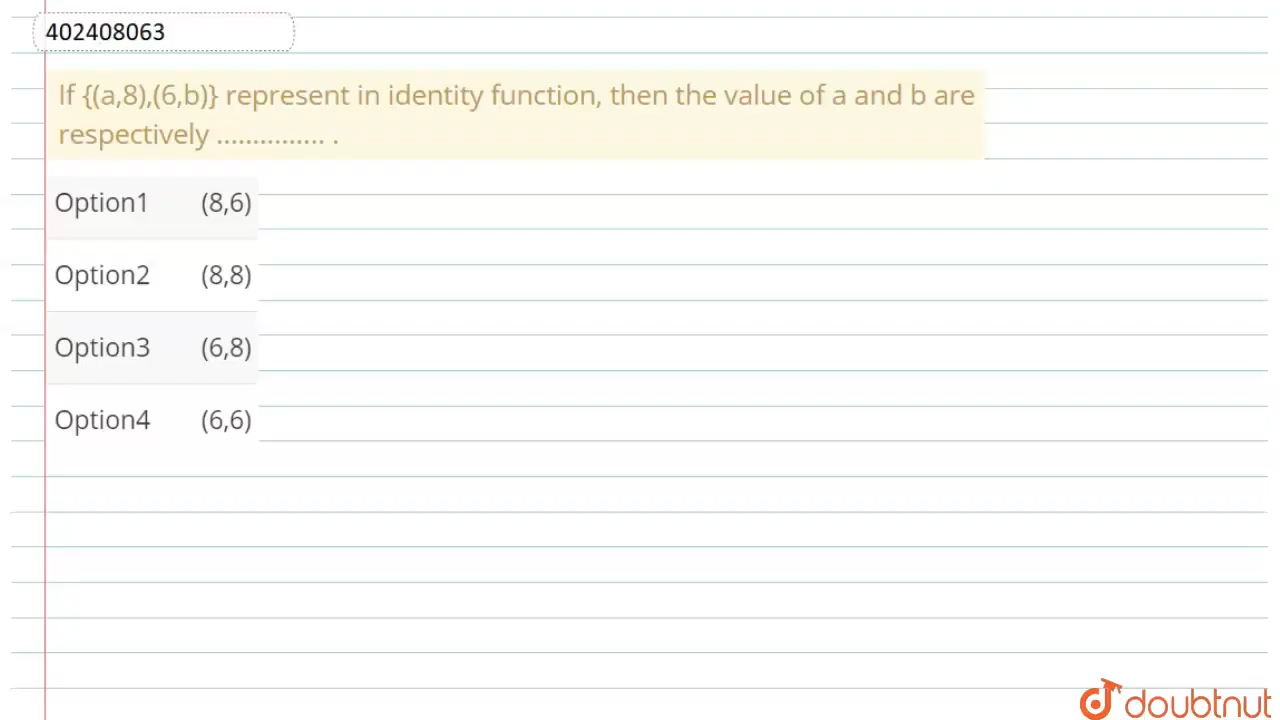 402408063
If {(a,8),(6,b)} represent in identity function, then the value of a and b are
respectively ............... .
Option1 (8,6)
Option2 (8,8)
Option3 (6,8)
Option4 (6,6)
doubtnut